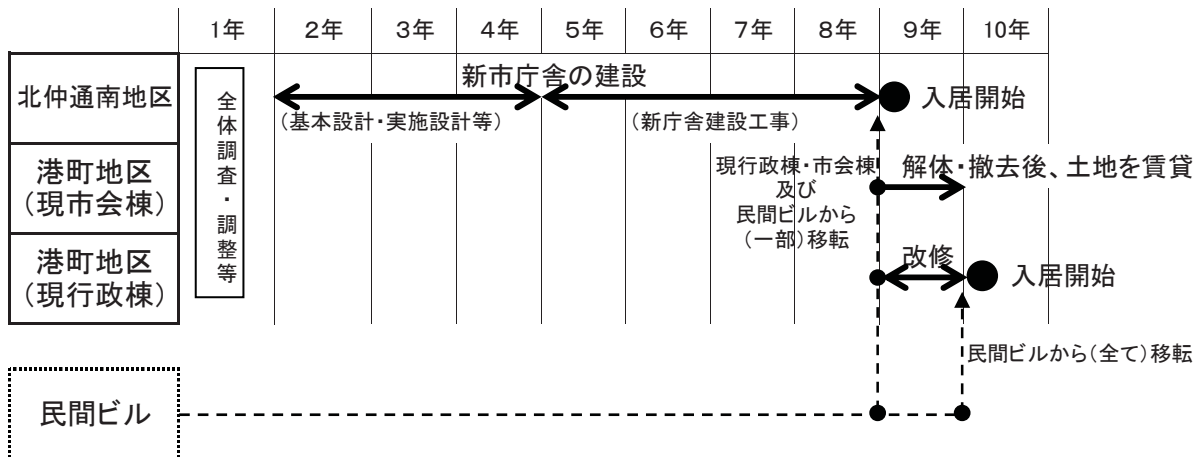 1年 2年 3年 4年 5年 6年 7年 8年 9年 10年
北仲通南地区
全体調査・調整等
新市庁舎の建設
(基本設計・実施設計等)
(新庁舎建設工事)
入居開始
港町地区
(現市会棟)
現行政棟・市会棟
及び
民間ビルから
(一部)移転
解体・撤去後、土地を賃貸
港町地区
(現行政棟)
改修
入居開始
民間ビルから(全て)移転
民間ビル